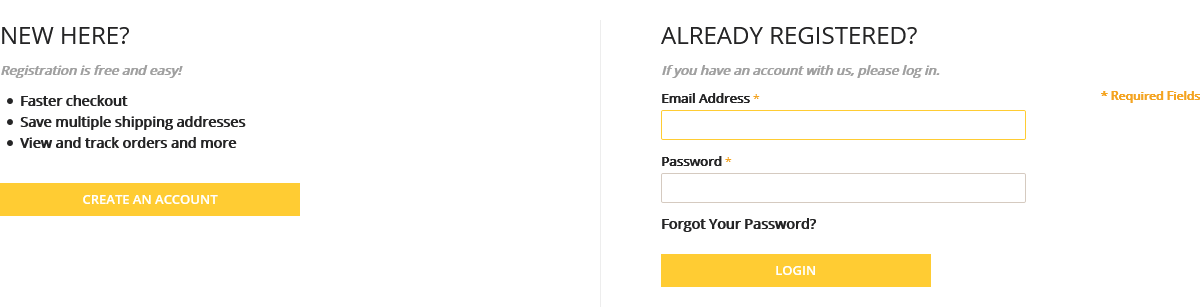 NEW HERE?
Registration is free and easy!
Faster checkout
Save multiple shipping addresses
View and track orders and more
CREATE AN ACCOUNT
ALREADY REGISTERED?
If you have an account with us, please log in.
Email Address *
* Required Fields
Password *
Forgot Your Password?
LOGIN